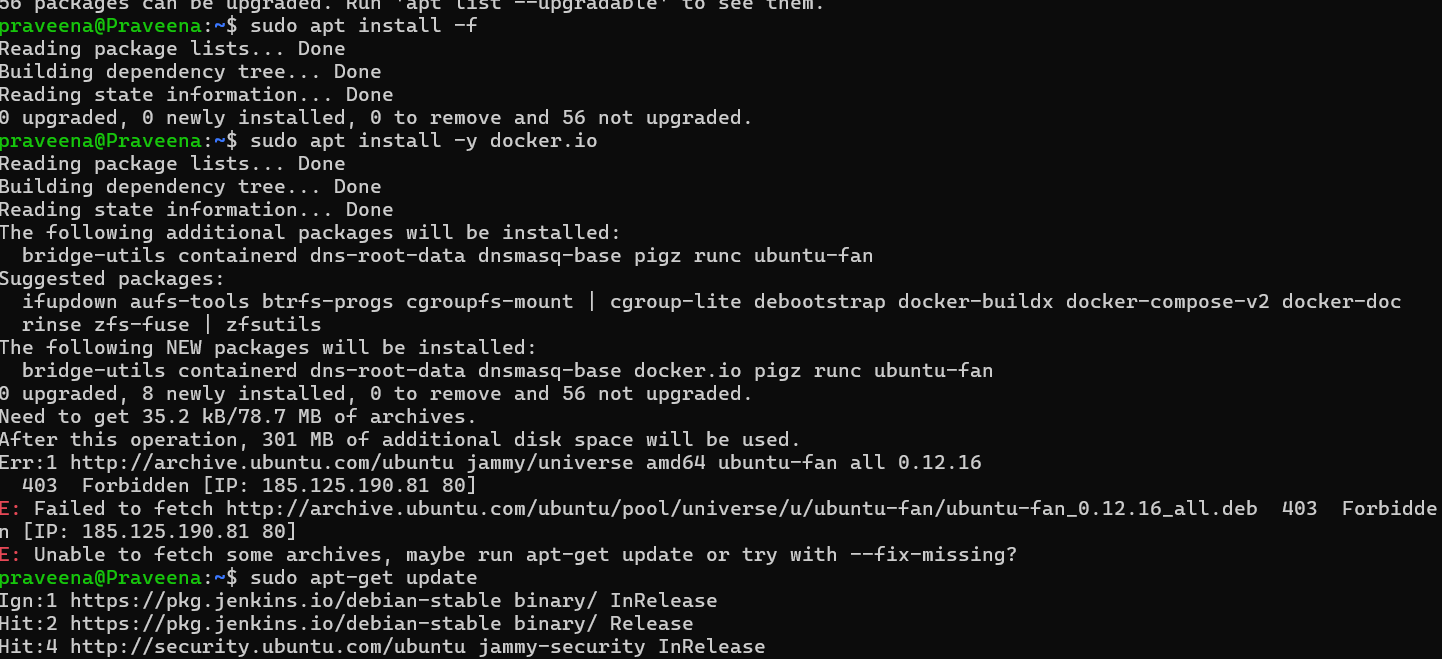 56 packages can be upgraded. Run 'apt list --upgradable' to see them.
praveena@Praveena:~$ sudo apt install -f
Reading package lists... Done
Building dependency tree... Done
Reading state information... Done
0 upgraded, 0 newly installed, 0 to remove and 56 not upgraded.
praveena@Praveena:~$ sudo apt install -y docker.io
Reading package lists... Done
Building dependency tree... Done
Reading state information... Done
The following additional packages will be installed:
  bridge-utils containerd dns-root-data dnsmasq-base pigz runc ubuntu-fan
Suggested packages:
  ifupdown aufs-tools btrfs-progs cgroupfs-mount | cgroup-lite debootstrap docker-buildx docker-compose-v2 docker-doc
  rinse zfs-fuse | zfsutils
The following NEW packages will be installed:
  bridge-utils containerd dns-root-data dnsmasq-base docker.io pigz runc ubuntu-fan
0 upgraded, 8 newly installed, 0 to remove and 56 not upgraded.
Need to get 35.2 kB/78.7 MB of archives.
After this operation, 301 MB of additional disk space will be used.
Err:1 http://archive.ubuntu.com/ubuntu jammy/universe amd64 ubuntu-fan all 0.12.16
  403  Forbidden [IP: 185.125.190.81 80]
E: Failed to fetch http://archive.ubuntu.com/ubuntu/pool/universe/u/ubuntu-fan/ubuntu-fan_0.12.16_all.deb  403  Forbidde
n [IP: 185.125.190.81 80]
E: Unable to fetch some archives, maybe run apt-get update or try with --fix-missing?
praveena@Praveena:~$ sudo apt-get update
Ign:1 https://pkg.jenkins.io/debian-stable binary/ InRelease
Hit:2 https://pkg.jenkins.io/debian-stable binary/ Release
Hit:4 http://security.ubuntu.com/ubuntu jammy-security InRelease